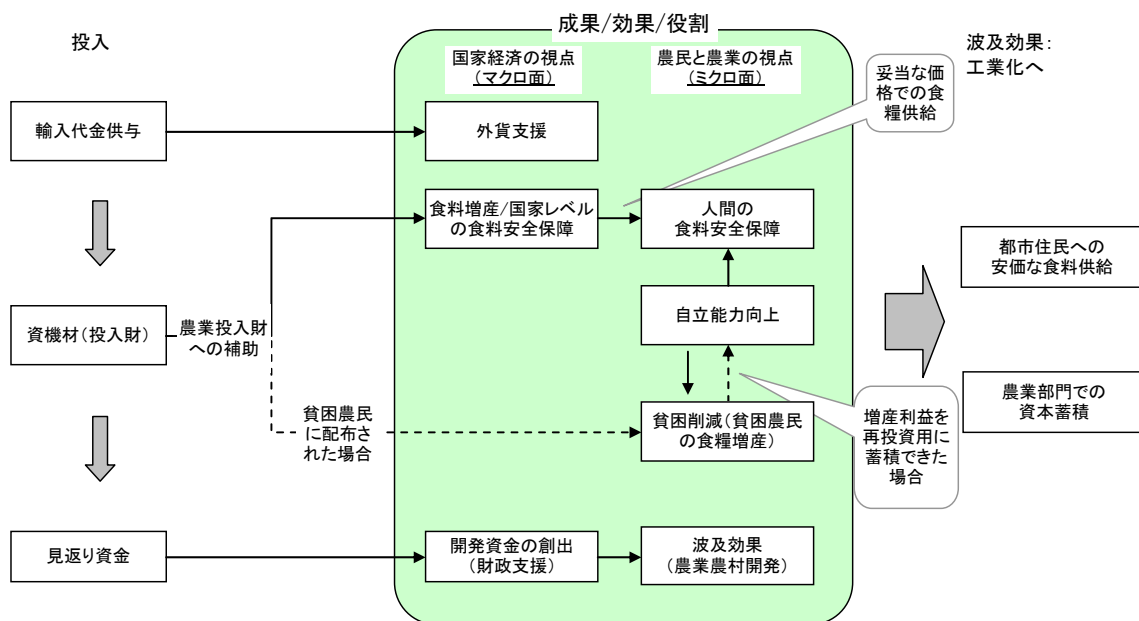 成果/効果/役割
投入
国家経済の視点
(マクロ面)
農民と農業の視点
(ミクロ面)
波及効果:
工業化へ
妥当な価
格での食
糧供給
輸入代金供与
外貨支援
食料増産/国家レベル
の食料安全保障
人間の
食料安全保障
都市住民への
安価な食料供給
資機材(投入財)
農業投入財
への補助
自立能力向上
農業部門での
資本蓄積
貧困農民
に配布さ
れた場合
貧困削減(貧困農民
の食糧増産)
増産利益を
再投資用に
蓄積できた
場合
見返り資金
開発資金の創出
(財政支援)
波及効果
(農業農村開発)